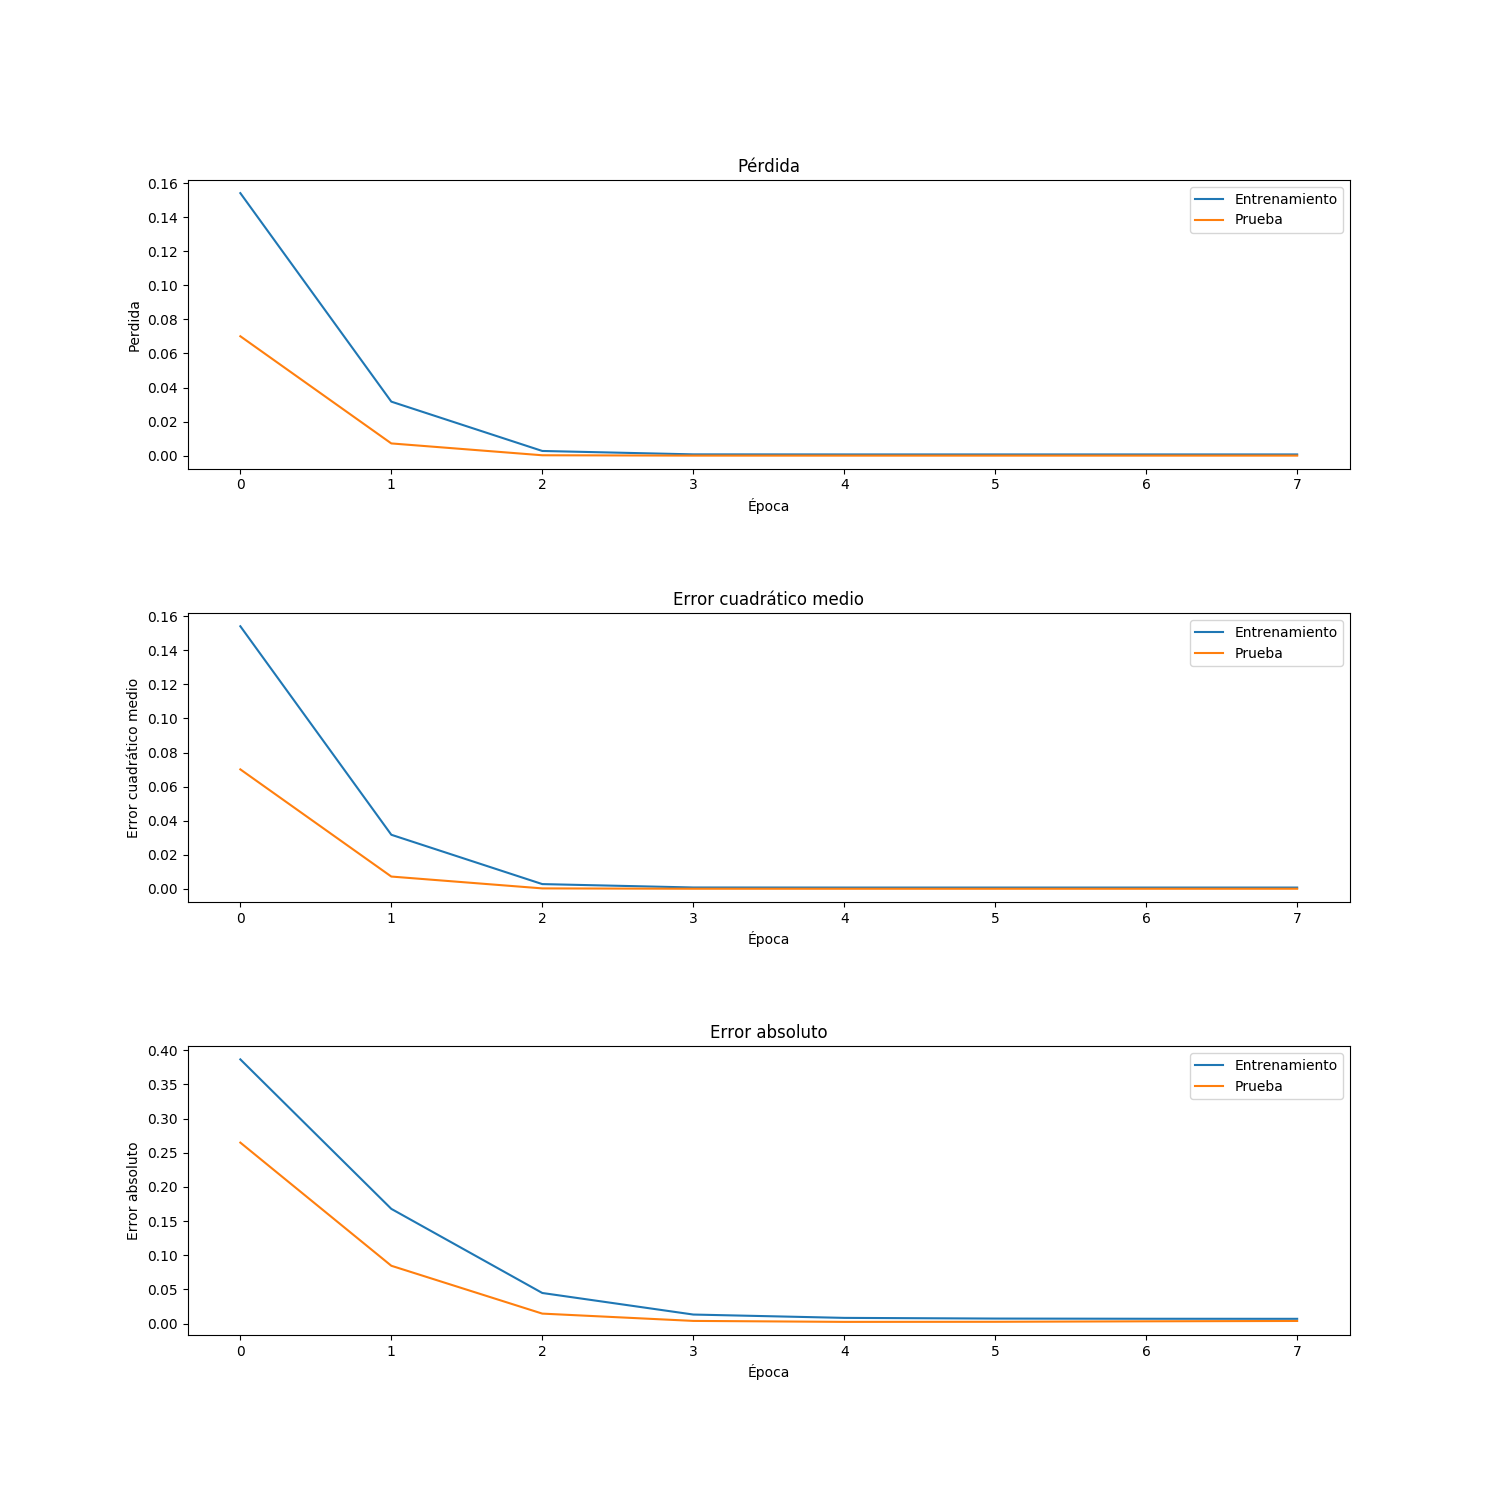 Pérdida
0.16
0.14
0.12
0.10
0.08
0.06
0.04
0.02
0.00
Perdida
Entrenamiento
Prueba
0 1 2 3 4 5 6 7
Época
Error cuadrático medio
0.16
0.14
0.12
0.10
0.08
0.06
0.04
0.02
0.00
Error cuadrático medio
Entrenamiento
Prueba
0 1 2 3 4 5 6 7
Época
Error absoluto
0.40
0.35
0.30
0.25
0.20
0.15
0.10
0.05
0.00
Error absoluto
Entrenamiento
Prueba
0 1 2 3 4 5 6 7
Época